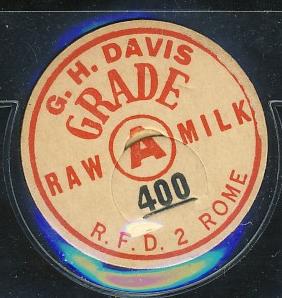 G. H. DAVIS
GRADE
RAW A MILK
400
R. F. D. 2 ROME